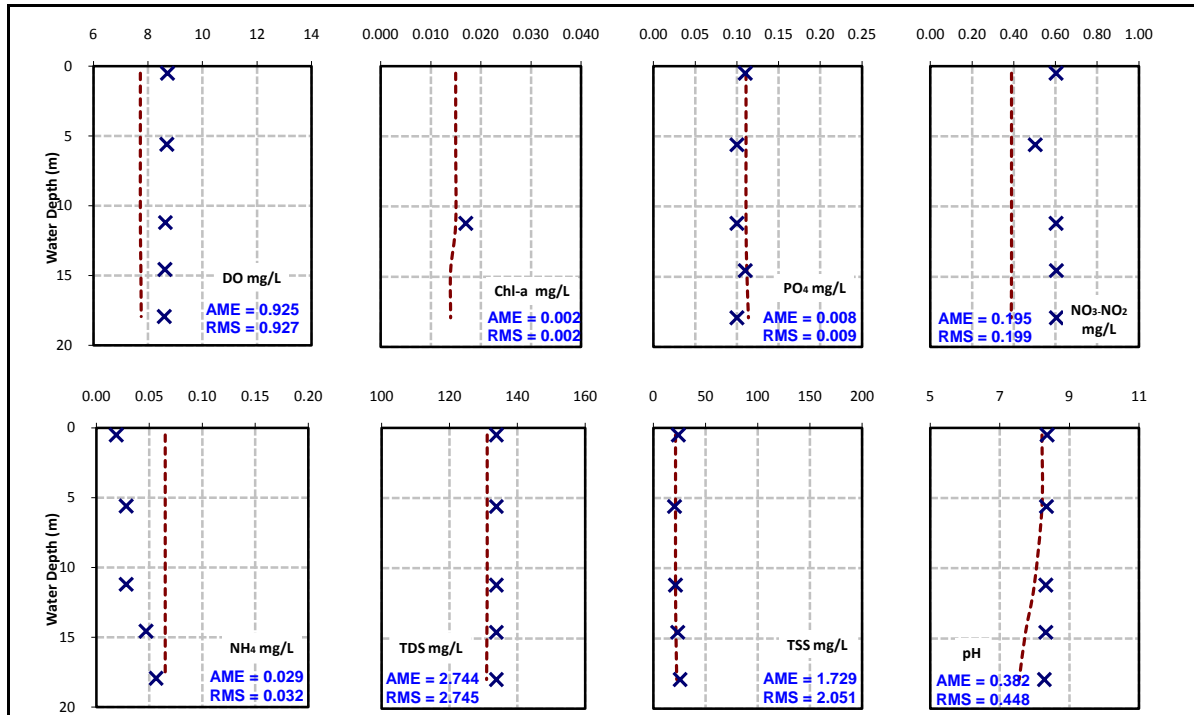 6 8 10 12 14
0.000 0.010 0.020 0.030 0.040
0.00 0.05 0.10 0.15 0.20 0.25
0.00 0.20 0.40 0.60 0.80 1.00
0
5
10
15
20
Water Depth (m)
DO mg/L
AME = 0.925
RMS = 0.927
Chl-a mg/L
AME = 0.002
RMS = 0.002
PO₄ mg/L
AME = 0.008
RMS = 0.009
NO₃-NO₂
mg/L
AME = 0.195
RMS = 0.199
0.00 0.05 0.10 0.15 0.20
100 120 140 160
0 50 100 150 200
5 7 9 11
0
5
10
15
20
Water Depth (m)
NH₄ mg/L
AME = 0.029
RMS = 0.032
TDS mg/L
AME = 2.744
RMS = 2.745
TSS mg/L
AME = 1.729
RMS = 2.051
pH
AME = 0.382
RMS = 0.448